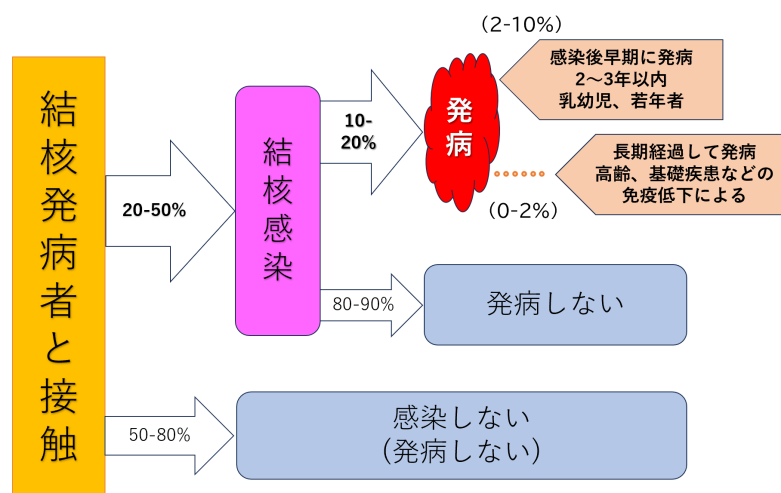 結核発病者と接触
20-50%
結核感染
10-
20%
発病
(2-10%)
感染後早期に発病
2～3年以内
乳幼児、若年者
(0-2%)
長期経過して発病
高齢、基礎疾患などの
免疫低下による
80-90%
発病しない
50-80%
感染しない
(発病しない)